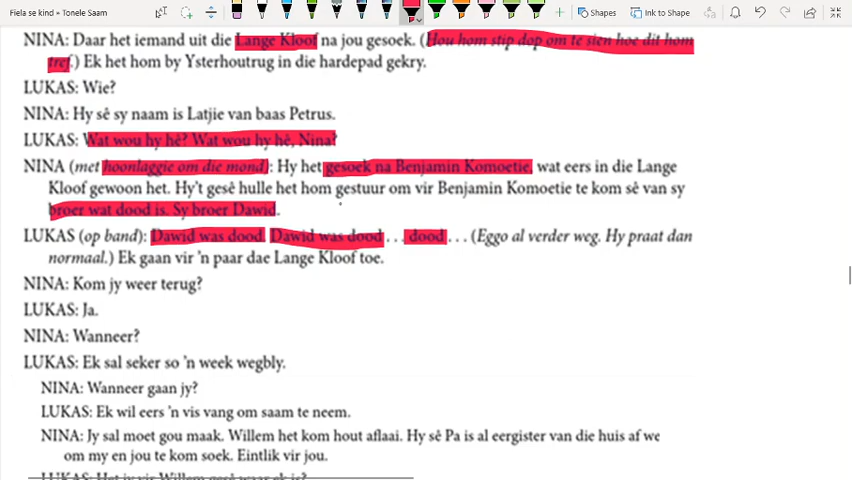 Fiela se kind » Tonele Saam
Shapes
Ink to Shape
NINA: Daar het iemand uit die Lange Kloof na jou gesoek. (Hou hom stip dop om te sien hoe dit hom
tref.) Ek het hom by Ysterhoutrug in die hardepad gekry.
LUKAS: Wie?
NINA: Hy sê sy naam is Latjie van baas Petrus.
LUKAS: Wat wou hy hê? Wat wou hy hê, Nina?
NINA (met hoonlaggie om die mond): Hy het gesoek na Benjamin Komoetie, wat eers in die Lange
Kloof gewoon het. Hy't gesê hulle het hom gestuur om vir Benjamin Komoetie te kom sê van sy
broer wat dood is. Sy broer Dawid.
LUKAS (op band): Dawid was dood. Dawid was dood . . . dood . . . (Eggo al verder weg. Hy praat dan
normaal.) Ek gaan vir 'n paar dae Lange Kloof toe.
NINA: Kom jy weer terug?
LUKAS: Ja.
NINA: Wanneer?
LUKAS: Ek sal seker so 'n week wegbly.
NINA: Wanneer gaan jy?
LUKAS: Ek wil eers 'n vis vang om saam te neem.
NINA: Jy sal moet gou maak. Willem het kom hout aflaai. Hy sê Pa is al eergister van die huis af we
om my en jou te kom soek. Eintlik vir jou.
LUKAS: Het jy vir Willem gesê waar ek is?